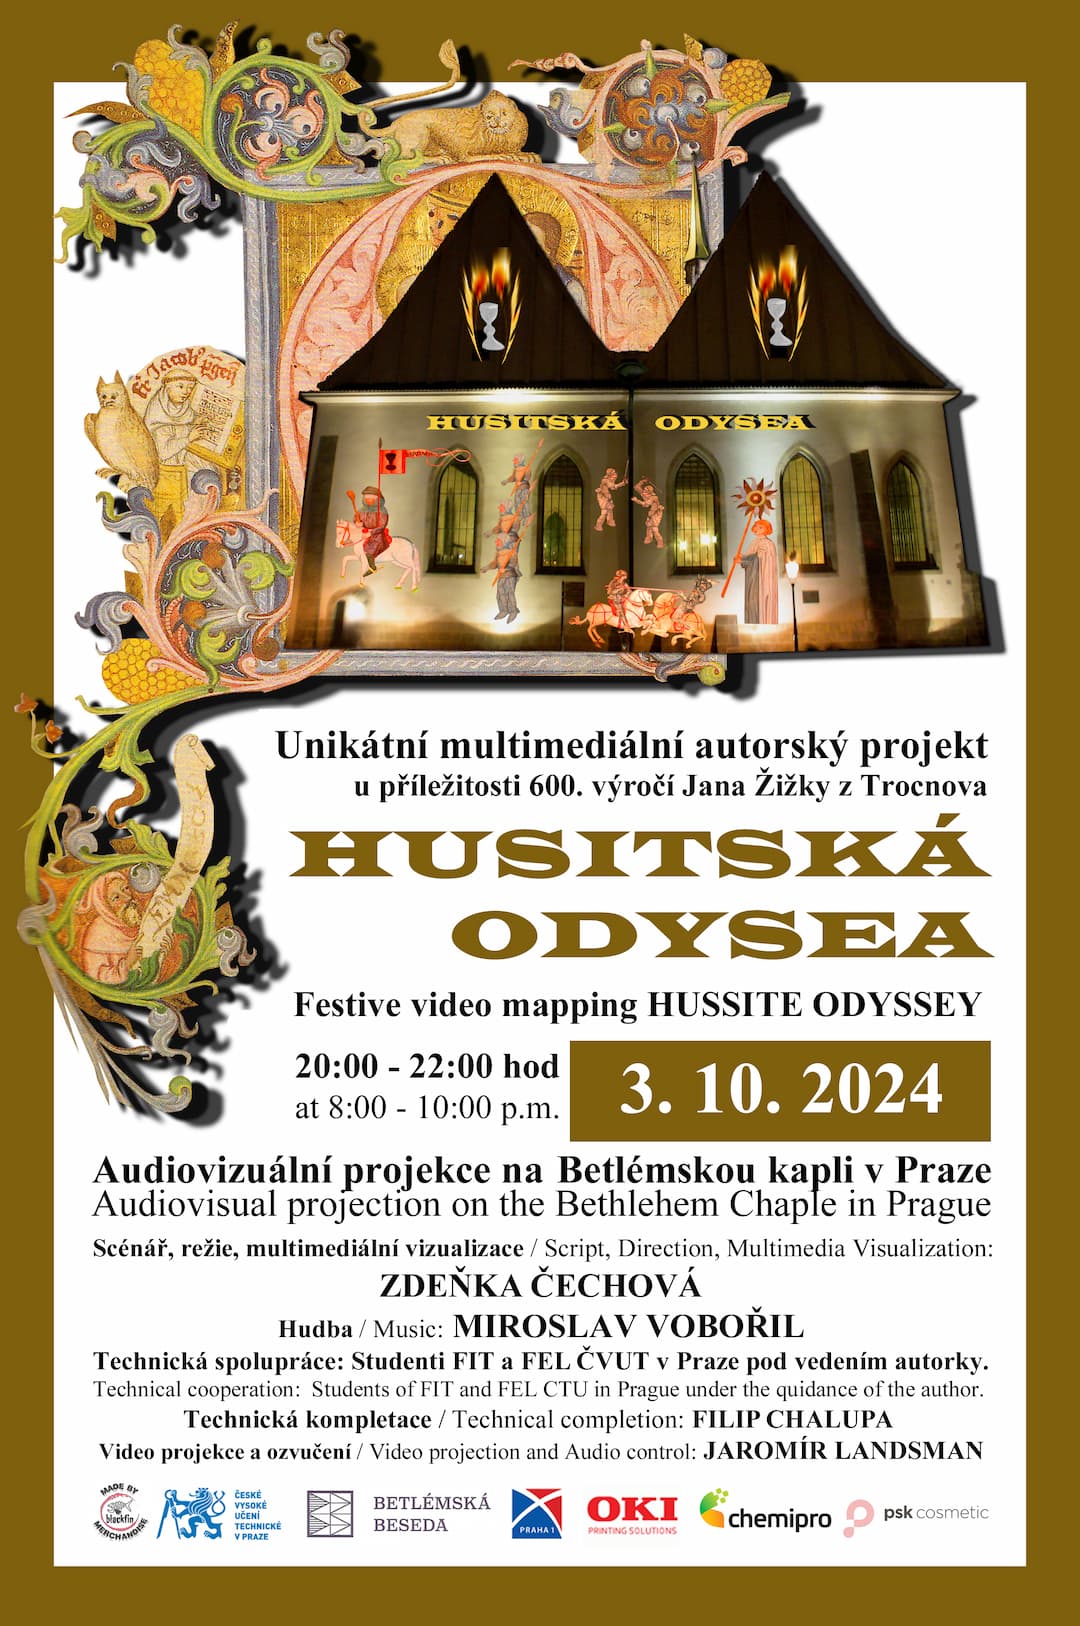 Fr Jacobꝰ
HUSITSKÁ ODYSEA
Unikátní multimediální autorský projekt
u příležitosti 600. výročí Jana Žižky z Trocnova
HUSITSKÁ
ODYSEA
Festive video mapping HUSSITE ODYSSEY
20:00 - 22:00 hod
at 8:00 - 10:00 p.m.
3. 10. 2024
Audiovizuální projekce na Betlémskou kapli v Praze
Audiovisual projection on the Bethlehem Chaple in Prague
Scénář, režie, multimediální vizualizace / Script, Direction, Multimedia Visualization:
ZDEŇKA ČECHOVÁ
Hudba / Music: MIROSLAV VOBOŘIL
Technická spolupráce: Studenti FIT a FEL ČVUT v Praze pod vedením autorky.
Technical cooperation: Students of FIT and FEL CTU in Prague under the quidance of the author.
Technická kompletace / Technical completion: FILIP CHALUPA
Video projekce a ozvučení / Video projection and Audio control: JAROMÍR LANDSMAN
MADE BY
blackfin
MERCHANDISE
ČESKÉ
VYSOKÉ
UČENÍ
TECHNICKÉ
V PRAZE
BETLÉMSKÁ
BESEDA
PRAHA 1
OKI
PRINTING SOLUTIONS
chemipro
psk cosmetic